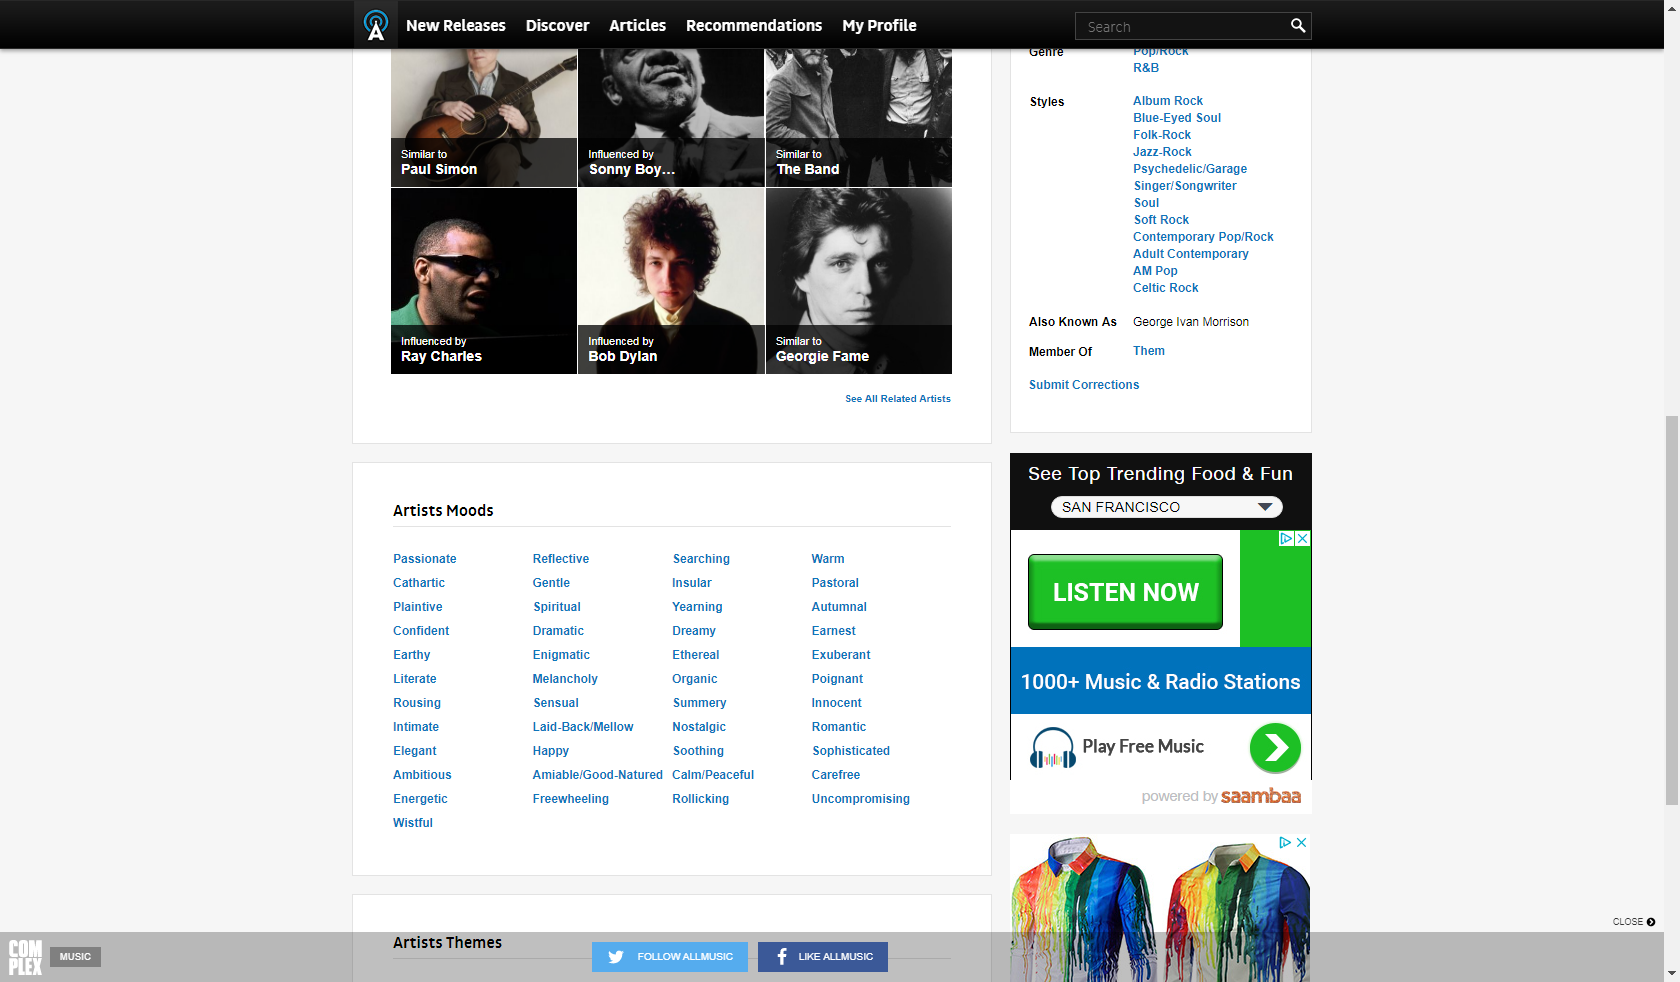 New Releases Discover Articles Recommendations My Profile Search
Similar to
Paul Simon
Influenced by
Sonny Boy...
Similar to
The Band
Influenced by
Ray Charles
Influenced by
Bob Dylan
Similar to
Georgie Fame
See All Related Artists
Artists Moods
Passionate Reflective Searching Warm
Cathartic Gentle Insular Pastoral
Plaintive Spiritual Yearning Autumnal
Confident Dramatic Dreamy Earnest
Earthy Enigmatic Ethereal Exuberant
Literate Melancholy Organic Poignant
Rousing Sensual Summery Innocent
Intimate Laid-Back/Mellow Nostalgic Romantic
Elegant Happy Soothing Sophisticated
Ambitious Amiable/Good-Natured Calm/Peaceful Carefree
Energetic Freewheeling Rollicking Uncompromising
Wistful
Artists Themes
Genre Pop/Rock
R&B
Styles Album Rock
Blue-Eyed Soul
Folk-Rock
Jazz-Rock
Psychedelic/Garage
Singer/Songwriter
Soul
Soft Rock
Contemporary Pop/Rock
Adult Contemporary
AM Pop
Celtic Rock
Also Known As George Ivan Morrison
Member Of Them
Submit Corrections
See Top Trending Food & Fun
SAN FRANCISCO
LISTEN NOW
1000+ Music & Radio Stations
Play Free Music
powered by saambaa
CLOSE
COM
PLEX
MUSIC
FOLLOW ALLMUSIC
LIKE ALLMUSIC